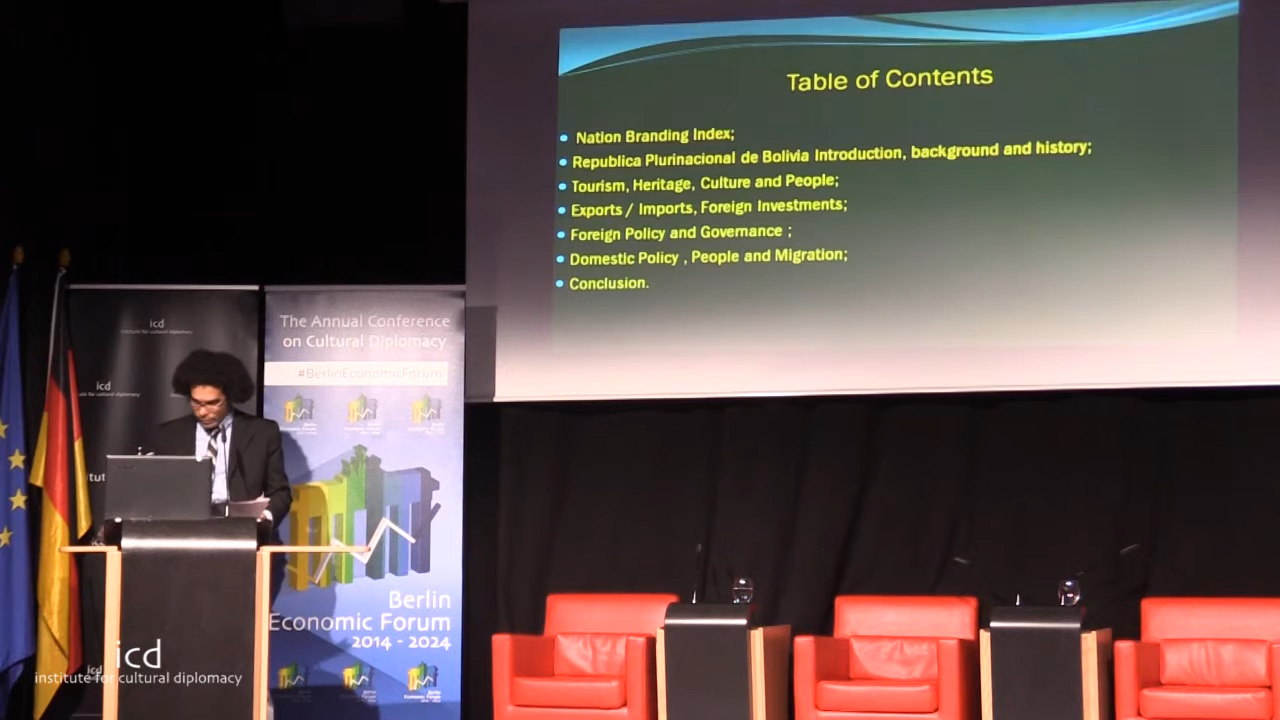 Table of Contents
Nation Branding Index;
Republica Plurinacional de Bolivia Introduction, background and history;
Tourism, Heritage, Culture and People;
Exports / Imports, Foreign Investments;
Foreign Policy and Governance ;
Domestic Policy , People and Migration;
Conclusion.
icd
institute for cultural diplomacy
icd
The Annual Conference
on Cultural Diplomacy
#BerlinEconomicForum
Berlin
Economic Forum
2014 - 2024
icd
institute for cultural diplomacy